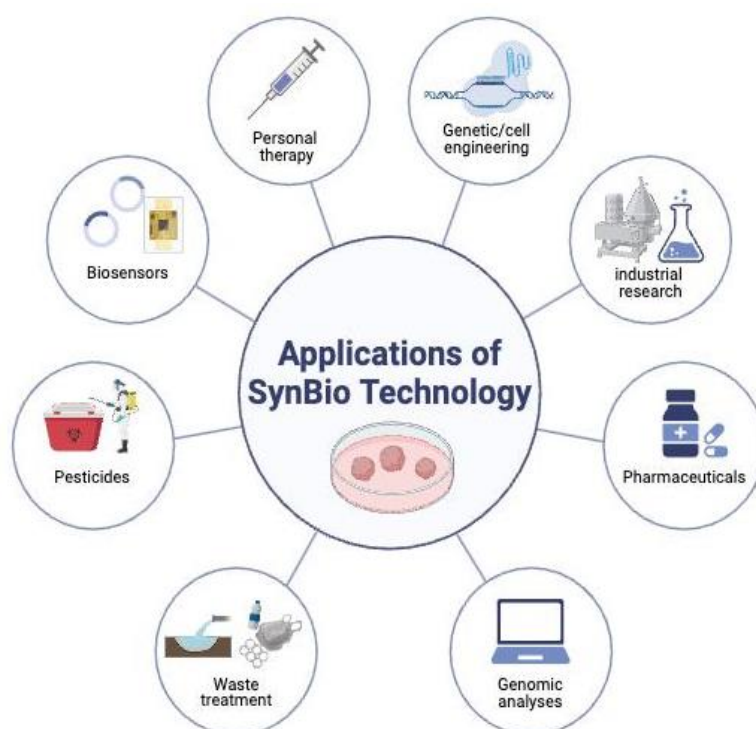 Applications of
SynBio Technology
Personal
therapy
Genetic/cell
engineering
industrial
research
Pharmaceuticals
Genomic
analyses
Waste
treatment
Pesticides
Biosensors